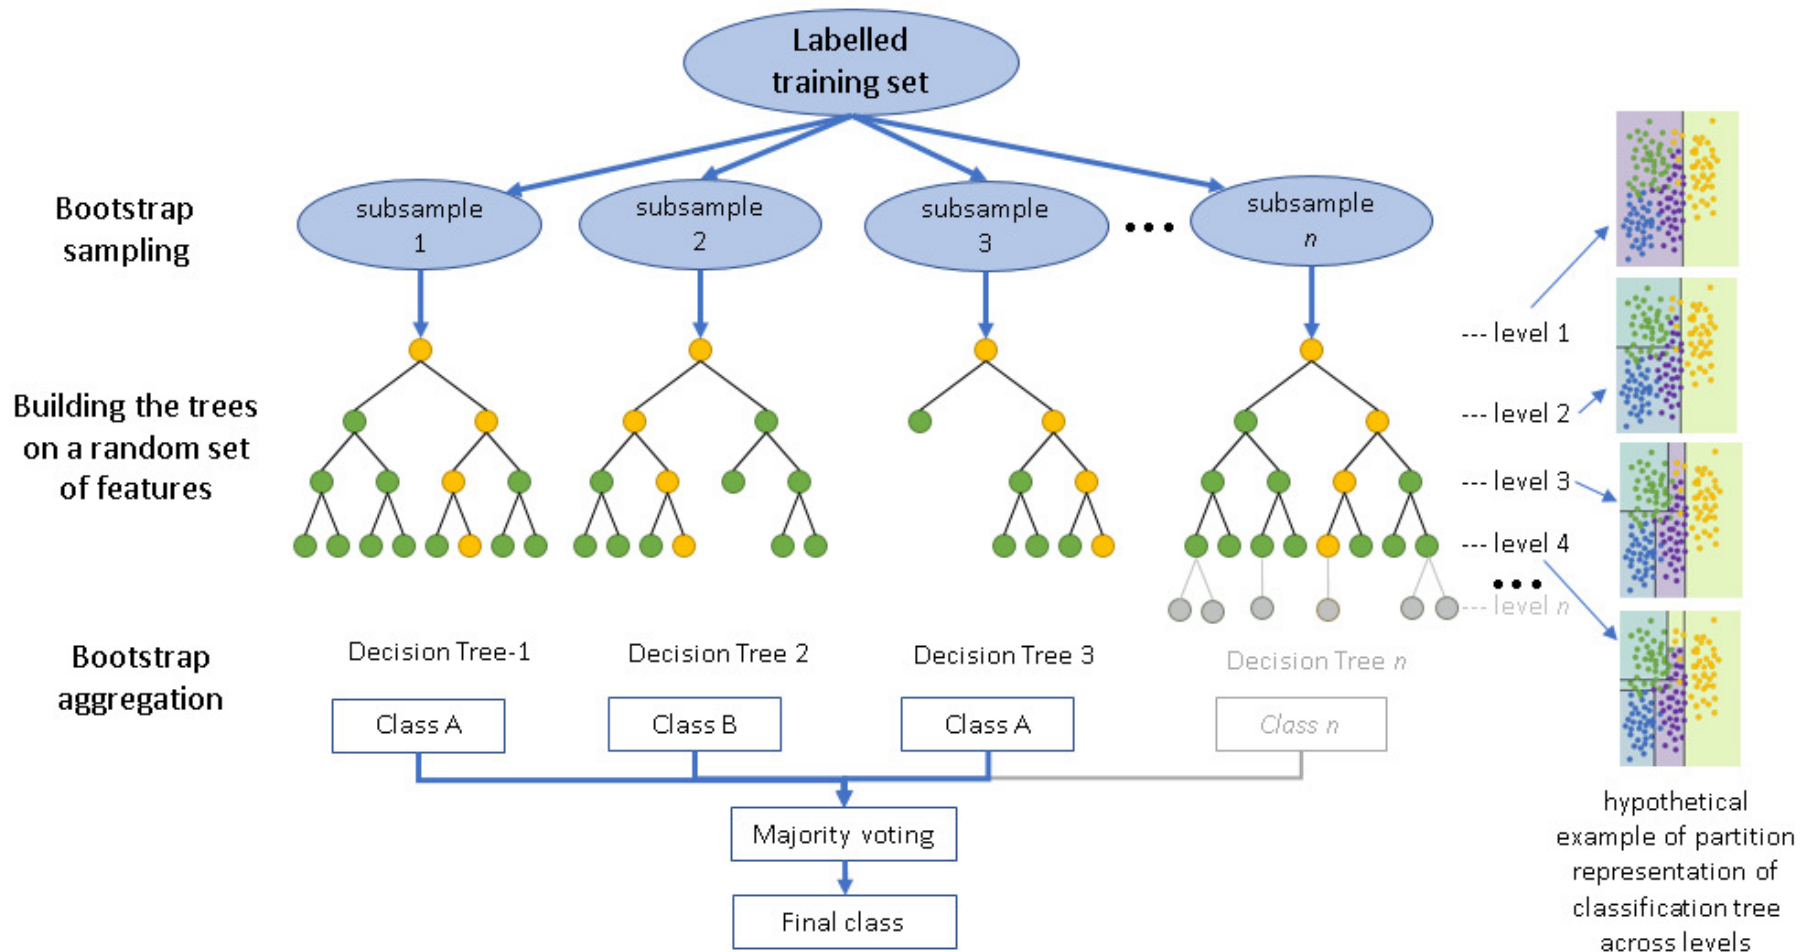 Labelled
training set
Bootstrap
sampling
subsample
1
subsample
2
subsample
3
•••
subsample
n
Building the trees
on a random set
of features
--- level 1
--- level 2
--- level 3
--- level 4
•••
--- level n
Bootstrap
aggregation
Decision Tree-1
Decision Tree 2
Decision Tree 3
Decision Tree n
Class A
Class B
Class A
Class n
Majority voting
Final class
hypothetical
example of partition
representation of
classification tree
across levels